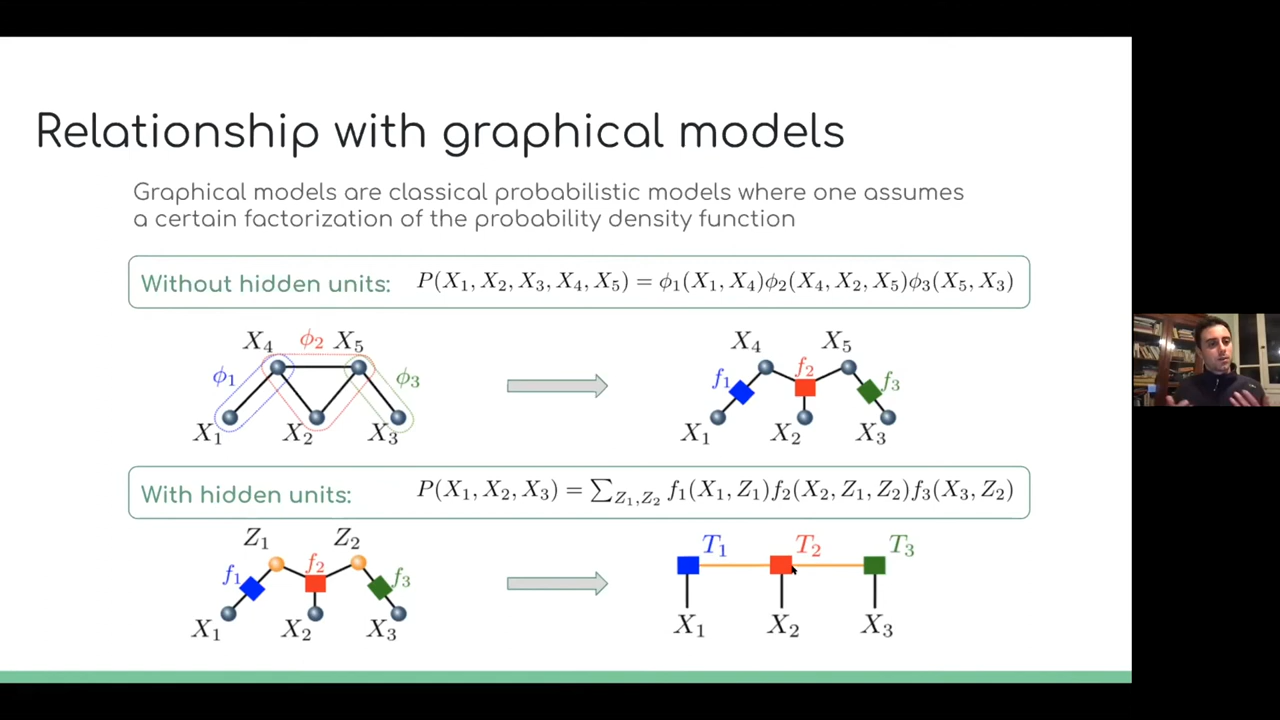 Relationship with graphical models
Graphical models are classical probabilistic models where one assumes
a certain factorization of the probability density function
Without hidden units: P(X₁, X₂, X₃, X₄, X₅) = ϕ₁(X₁, X₄)ϕ₂(X₄, X₂, X₅)ϕ₃(X₅, X₃)
X₄ ϕ₂ X₅
ϕ₁ ϕ₃
X₁ X₂ X₃
X₄ X₅
f₁ f₂ f₃
X₁ X₂ X₃
With hidden units: P(X₁, X₂, X₃) = ∑_{Z₁,Z₂} f₁(X₁, Z₁)f₂(X₂, Z₁, Z₂)f₃(X₃, Z₂)
Z₁ Z₂
f₁ f₂ f₃
X₁ X₂ X₃
T₁ T₂ T₃
X₁ X₂ X₃